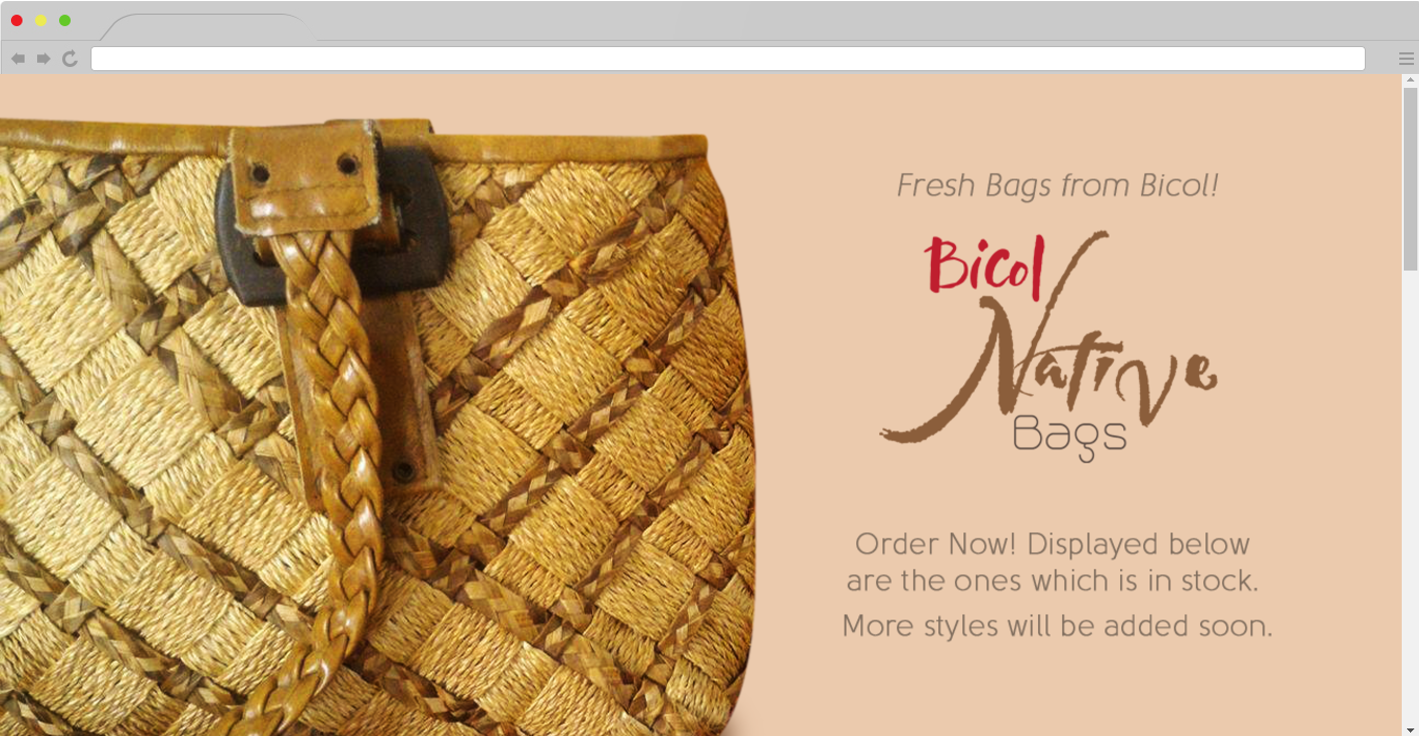 Fresh Bags from Bicol!
Bicol
Native
Bags
Order Now! Displayed below
are the ones which is in stock.
More styles will be added soon.